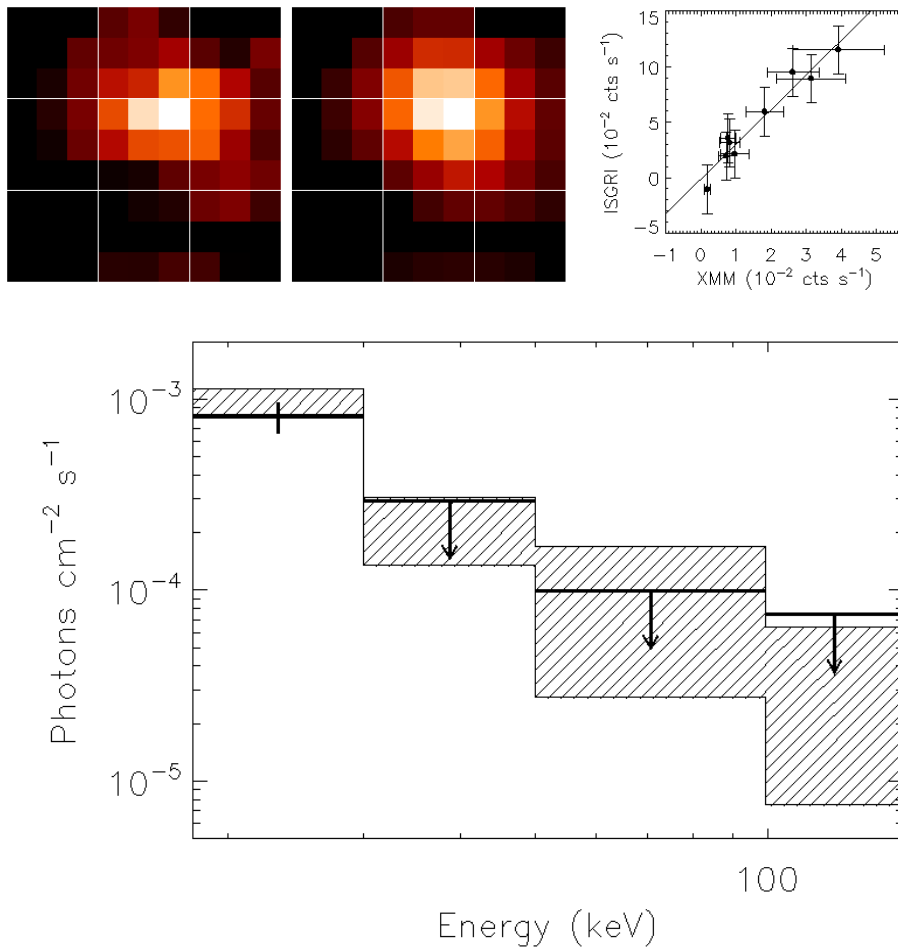 15
10
5
0
−5
ISGRI (10⁻² cts s⁻¹)
−1 0 1 2 3 4 5
XMM (10⁻² cts s⁻¹)
10⁻³
10⁻⁴
10⁻⁵
Photons cm⁻² s⁻¹
100
Energy (keV)